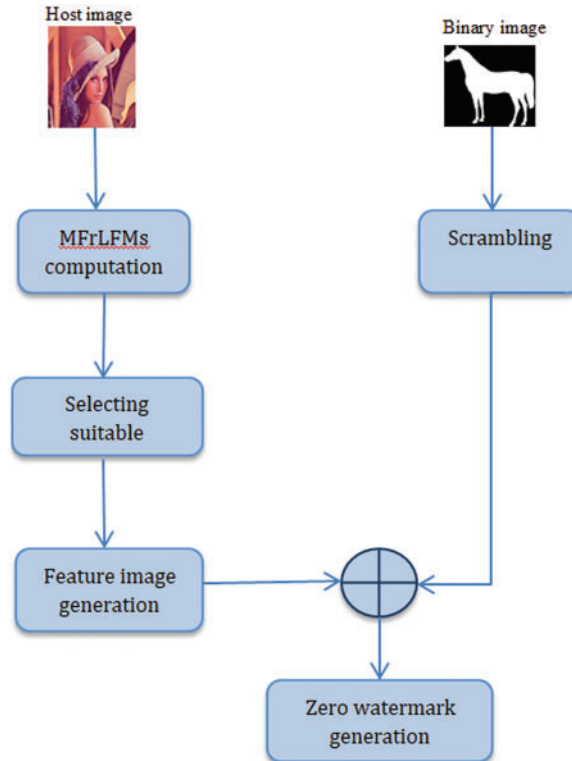 Host image
Binary image
MFrLFMs
computation
Scrambling
Selecting
suitable
Feature image
generation
Zero watermark
generation